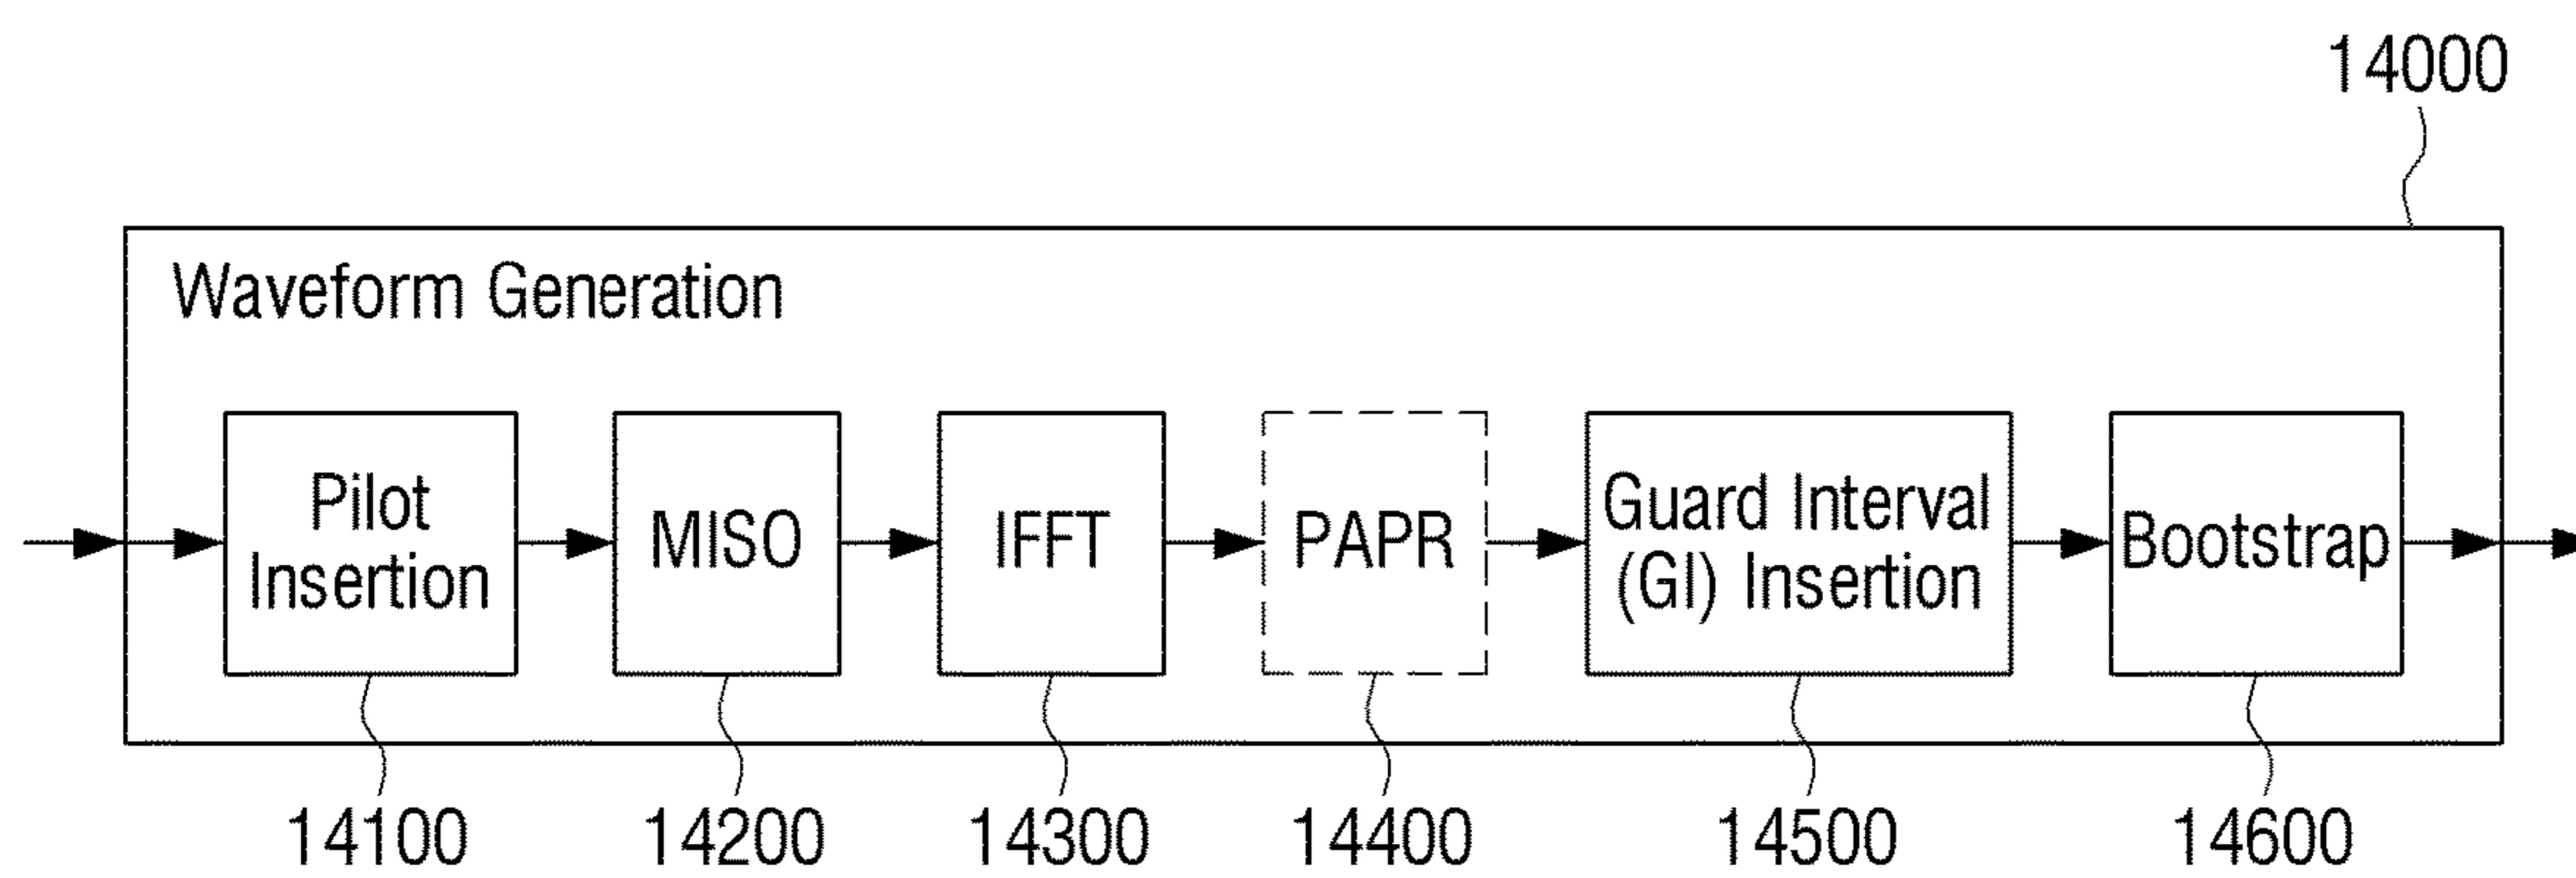 14000
Waveform Generation
Pilot
Insertion
MISO
IFFT
PAPR
Guard Interval
(GI) Insertion
Bootstrap
14100
14200
14300
14400
14500
14600